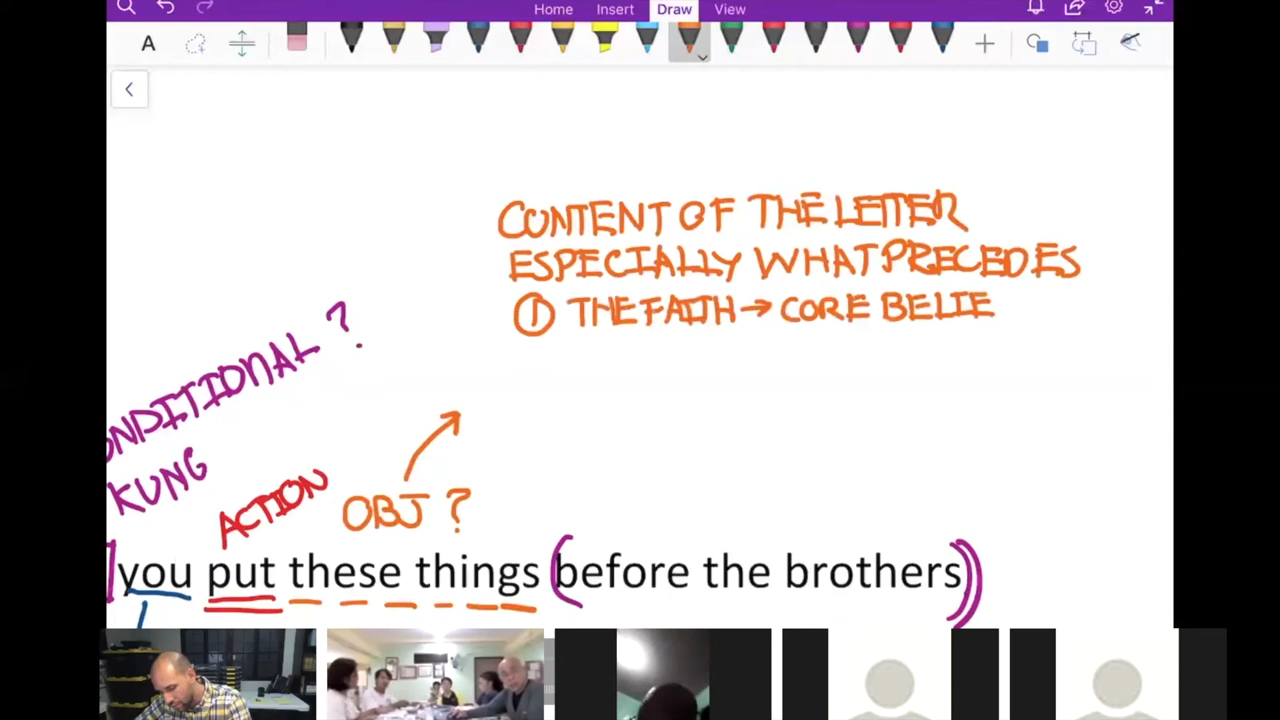 Home Insert Draw View
A
CONTENT OF THE LETTER
ESPECIALLY WHAT PRECEDES
① THE FAITH → CORE BELIE
ONDITIONAL ?
KUNG
ACTION
OBJ ?
you put these things (before the brothers)